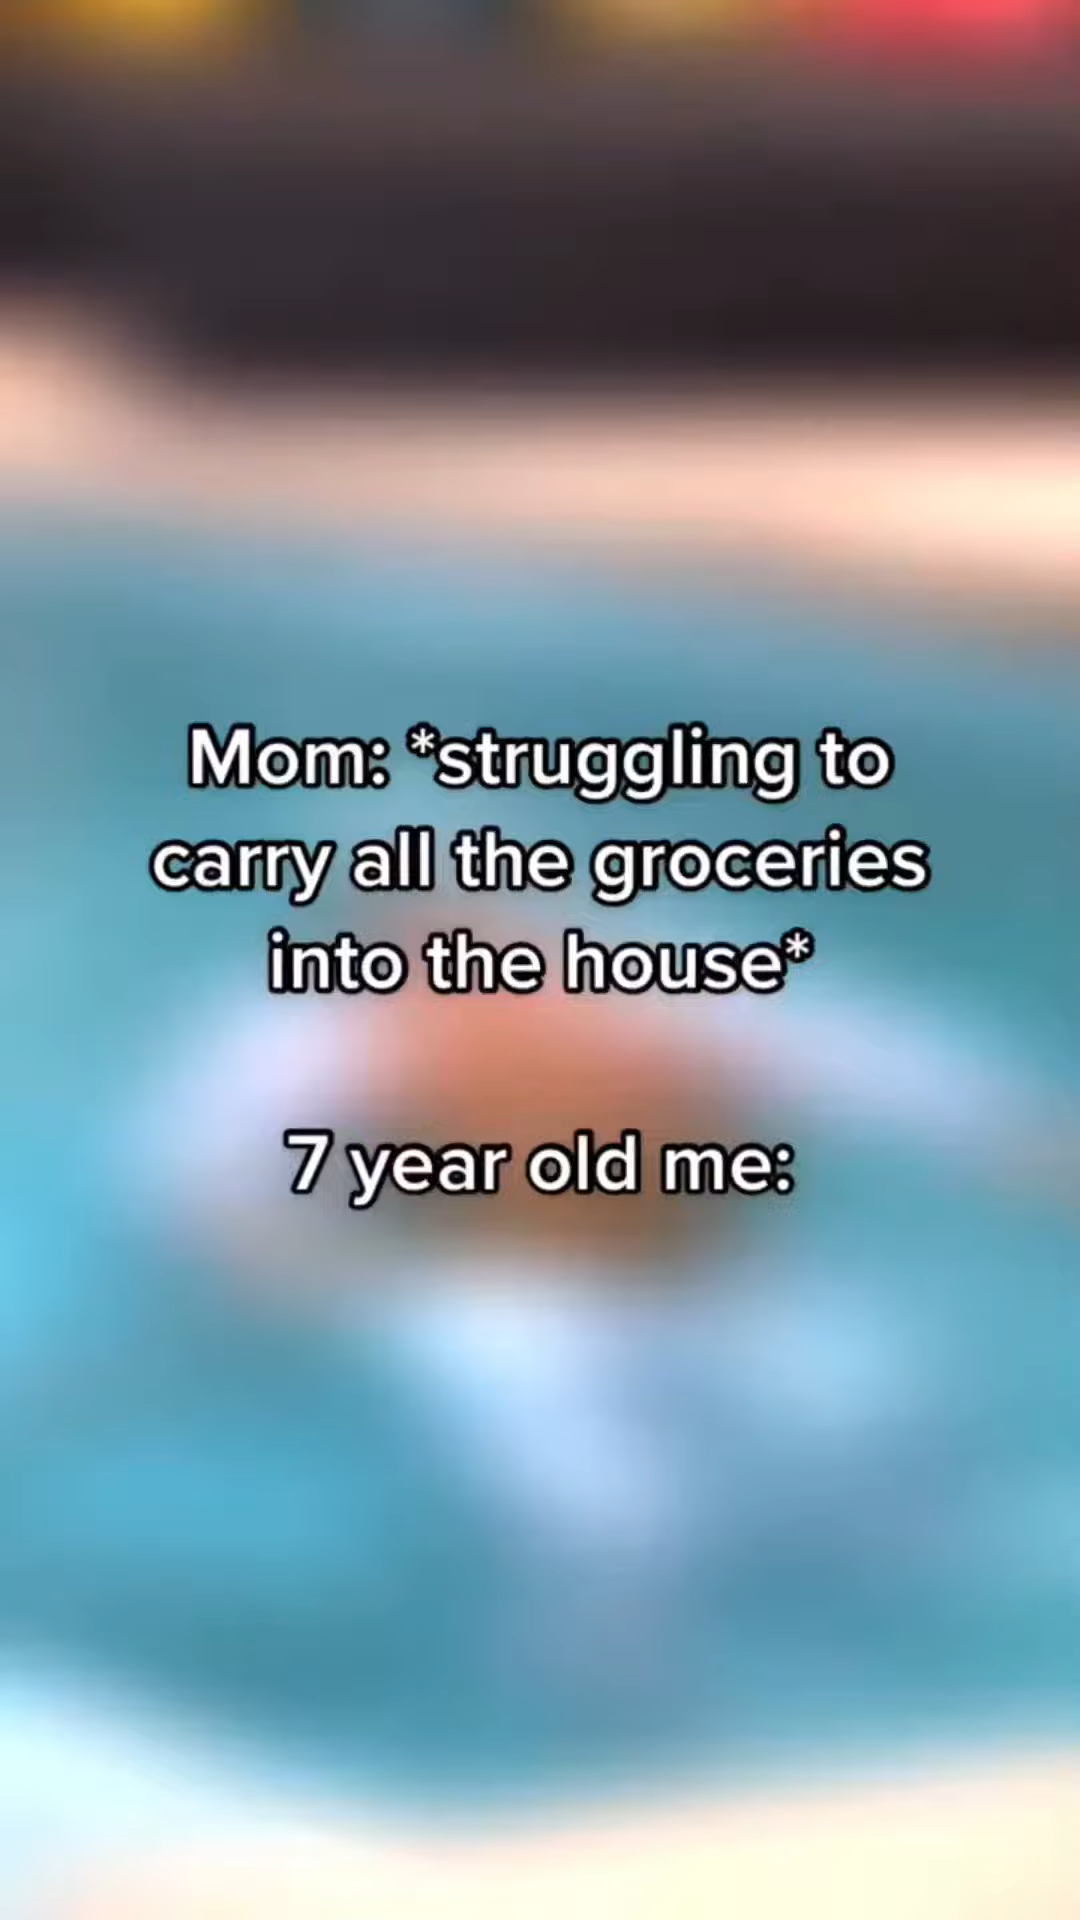 Mom: *struggling to
carry all the groceries
into the house*
7 year old me: